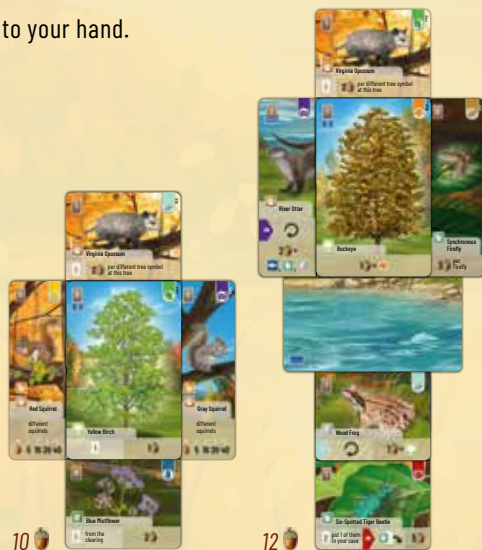 to your hand.
Virginia Opossum
per different tree symbol
at this tree
River Otter
Buckeye
Synchronous
Firefly
per
Firefly
Virginia Opossum
per different tree symbol
at this tree
Red Squirrel
different
squirrels
Yellow Birch
Gray Squirrel
different
squirrels
Blue Mistflower
from the
clearing
Wood Frog
Six-Spotted Tiger Beetle
put 1 of them
in your cave
10
12